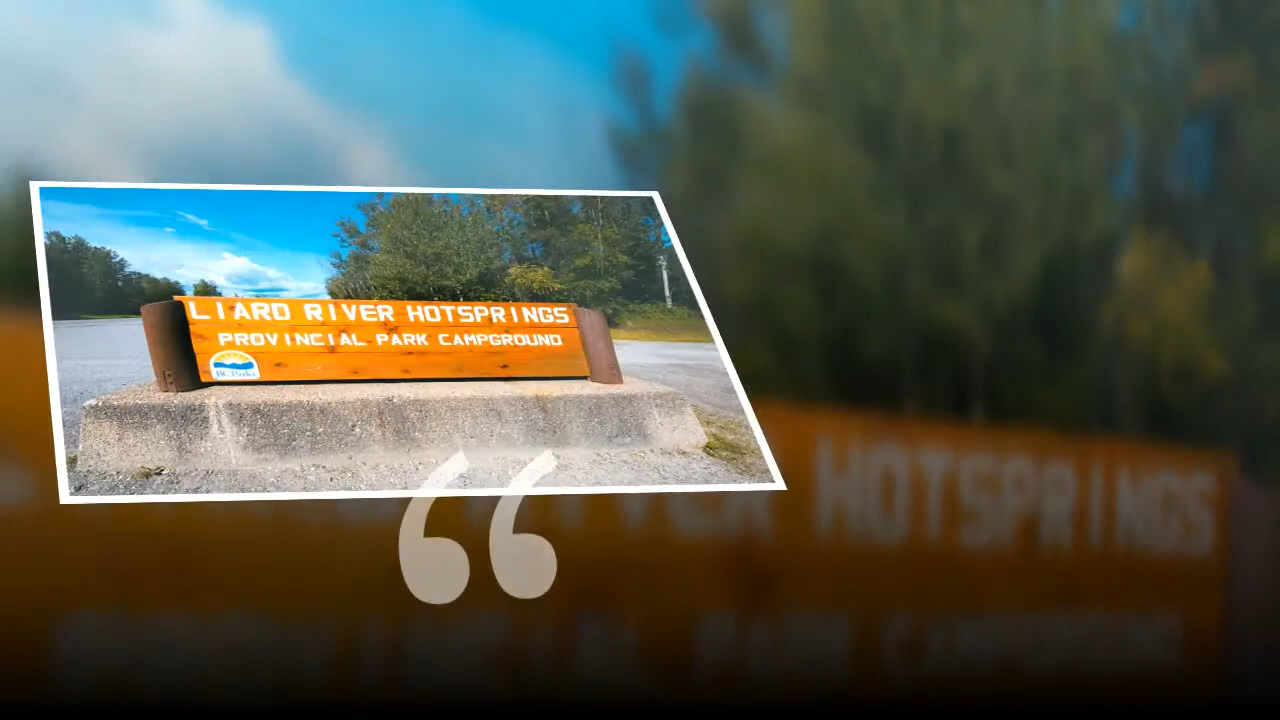 LIARD RIVER HOTSPRINGS
PROVINCIAL PARK CAMPGROUND
BC Parks
“
HOTSPRINGS